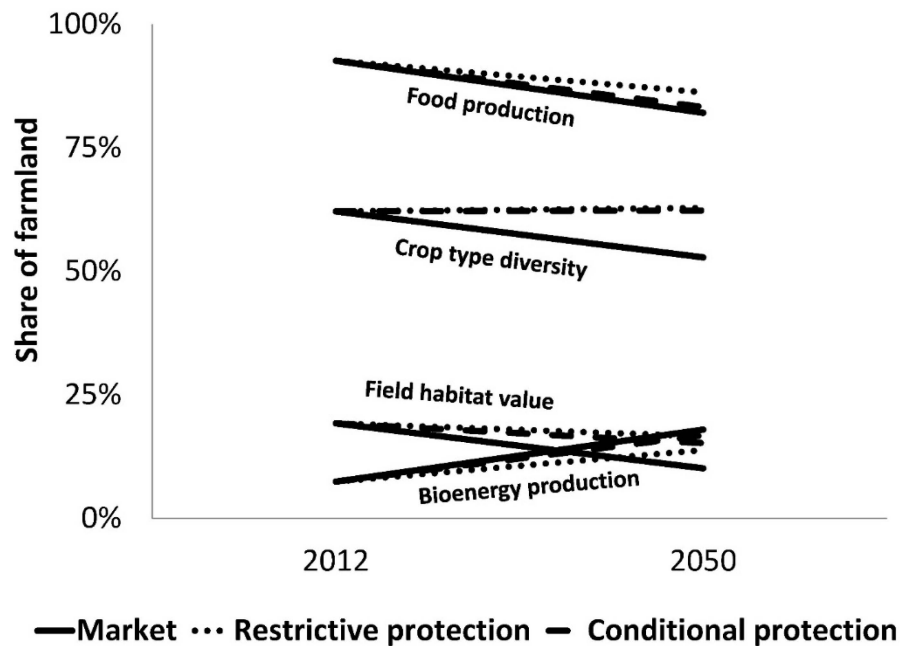 100%
75%
50%
25%
0%
Share of farmland
Food production
Crop type diversity
Field habitat value
Bioenergy production
2012 2050
Market Restrictive protection Conditional protection